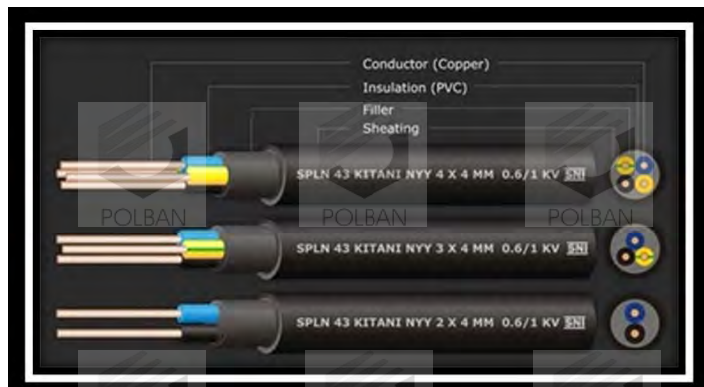 Conductor (Copper)
Insulation (PVC)
Filler
Sheating
SPLN 43 KITANI NYY 4 X 4 MM 0.6/1 KV SNI
POLBAN POLBAN POLBAN
SPLN 43 KITANI NYY 3 X 4 MM 0.6/1 KV SNI
SPLN 43 KITANI NYY 2 X 4 MM 0.6/1 KV SNI